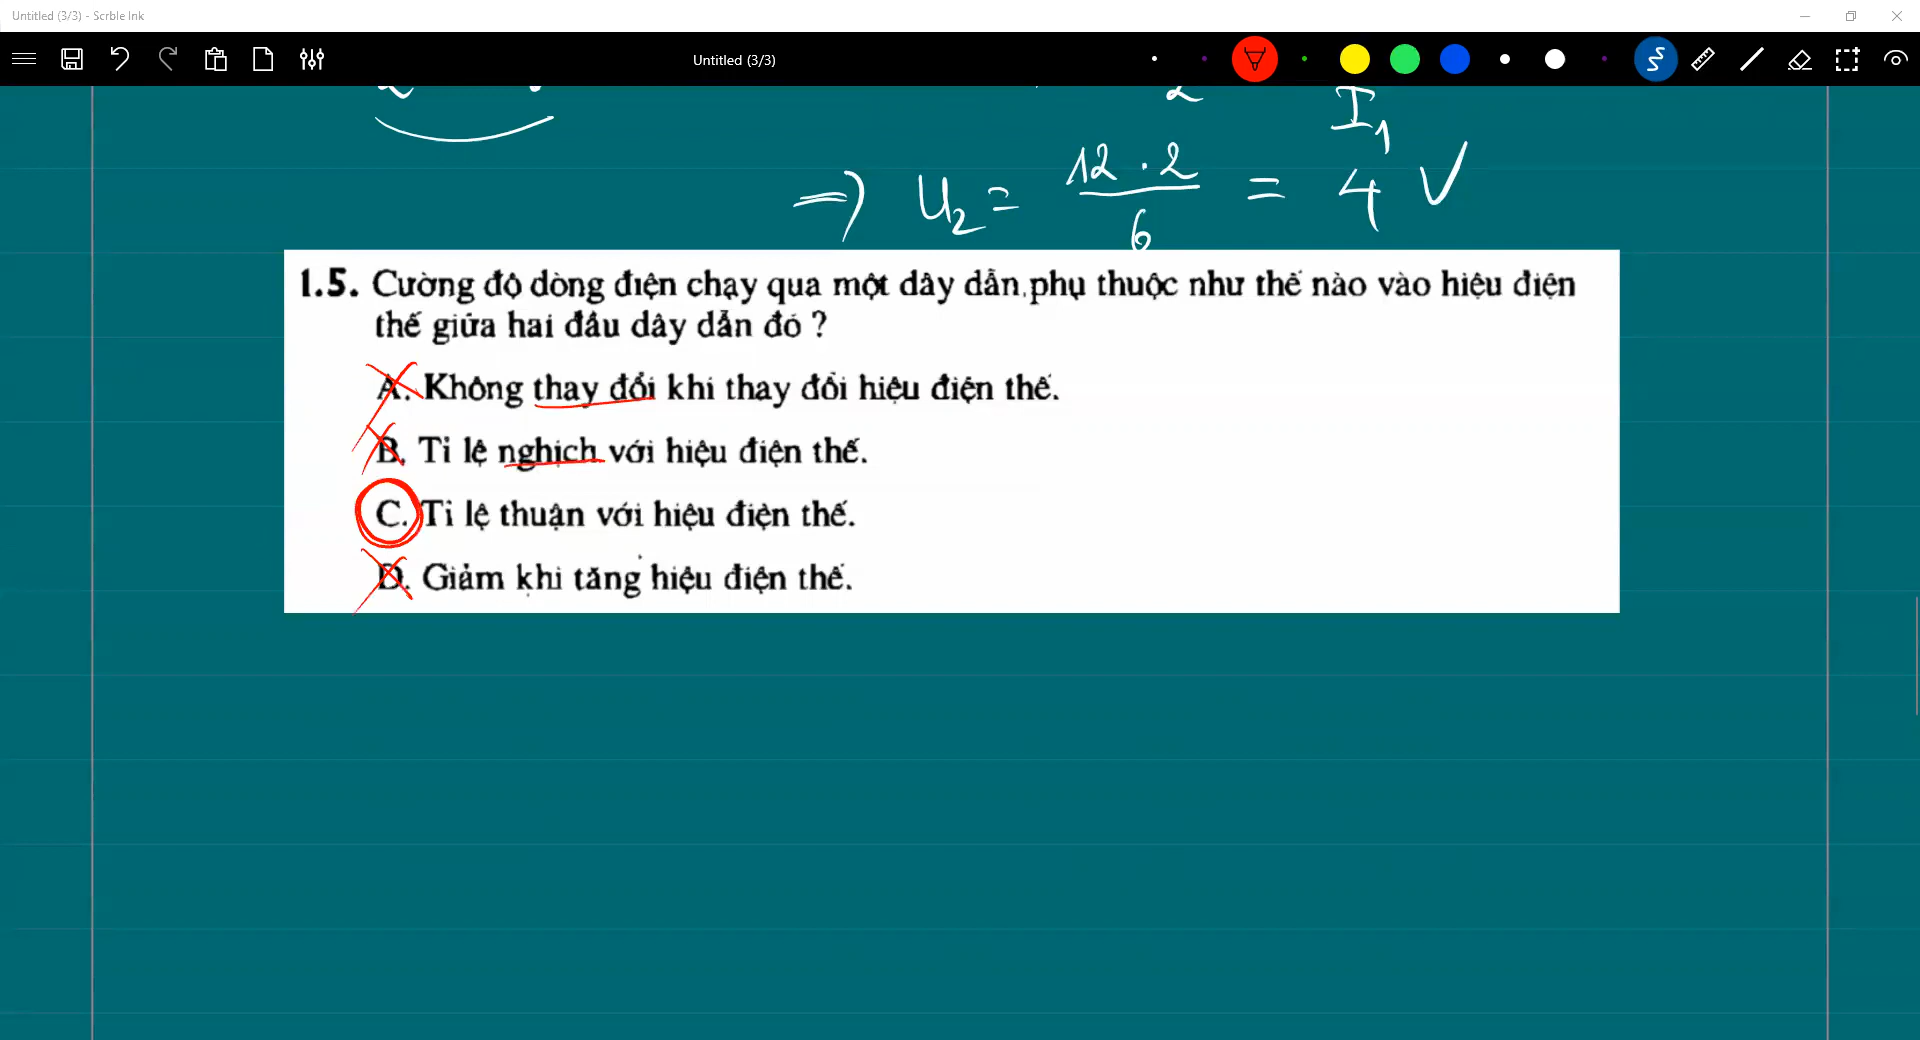 Untitled (3/3) - Scrble Ink
Untitled (3/3)
2
I₁
=> U₂ = 12 . 2 / 6 = 4 V
1.5. Cường độ dòng điện chạy qua một dây dẫn phụ thuộc như thế nào vào hiệu điện
thế giữa hai đầu dây dẫn đó ?
A. Không thay đổi khi thay đổi hiệu điện thế.
B. Tỉ lệ nghịch với hiệu điện thế.
C. Tỉ lệ thuận với hiệu điện thế.
D. Giảm khi tăng hiệu điện thế.